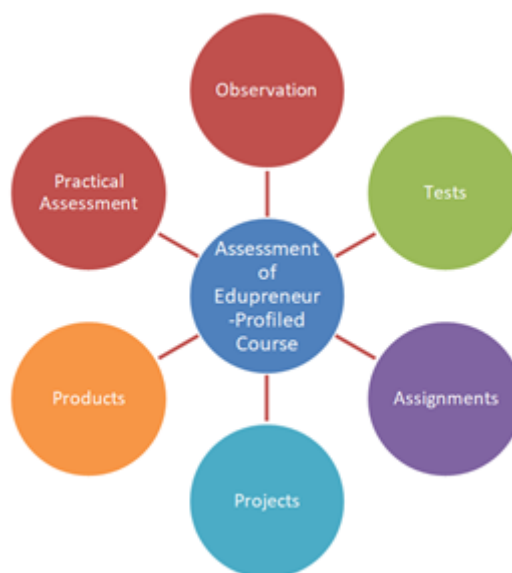 Observation
Practical
Assessment
Tests
Assessment
of
Edupreneur
-Profiled
Course
Products
Assignments
Projects